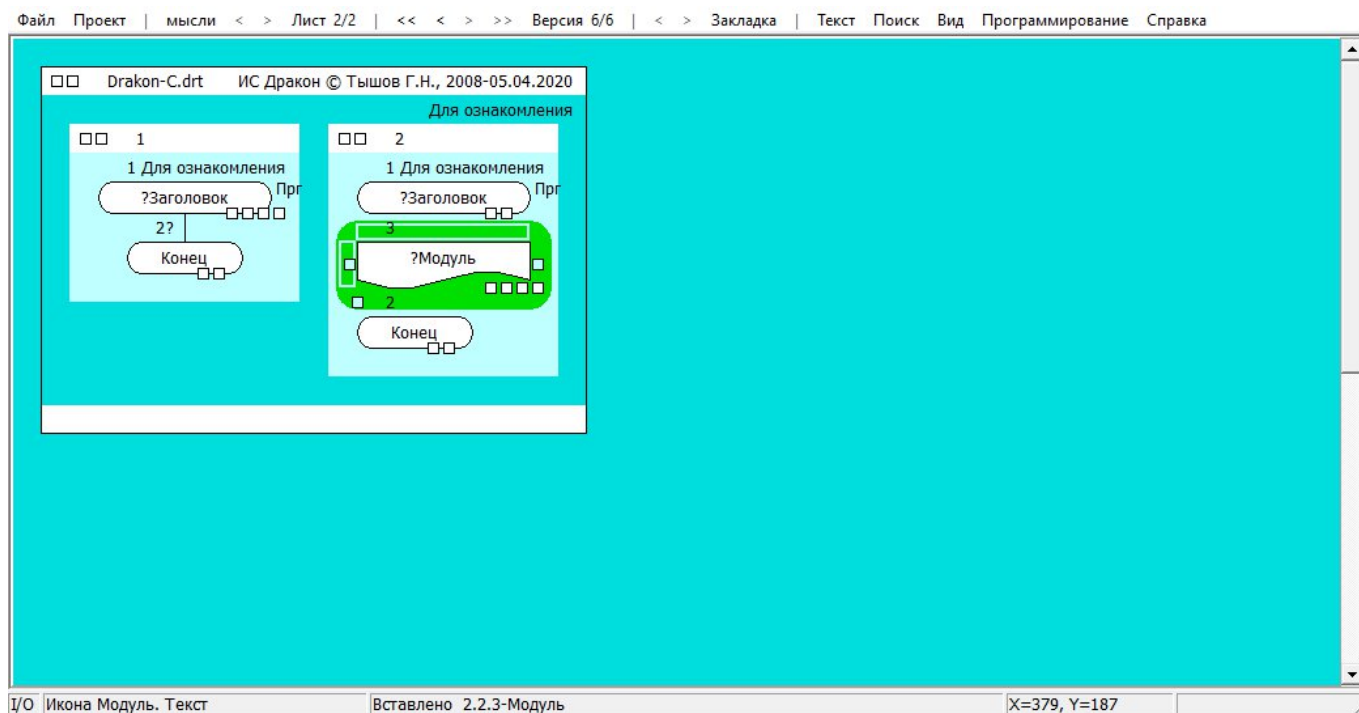 Файл Проект | мысли < > Лист 2/2 | << < > >> Версия 6/6 | < > Закладка | Текст Поиск Вид Программирование Справка
Drakon-C.drt ИС Дракон © Тышов Г.Н., 2008-05.04.2020
Для ознакомления
1
1 Для ознакомления
?Заголовок
Прг
2?
Конец
2
1 Для ознакомления
?Заголовок
Прг
3
?Модуль
2
Конец
I/O Икона Модуль. Текст Вставлено 2.2.3-Модуль X=379, Y=187